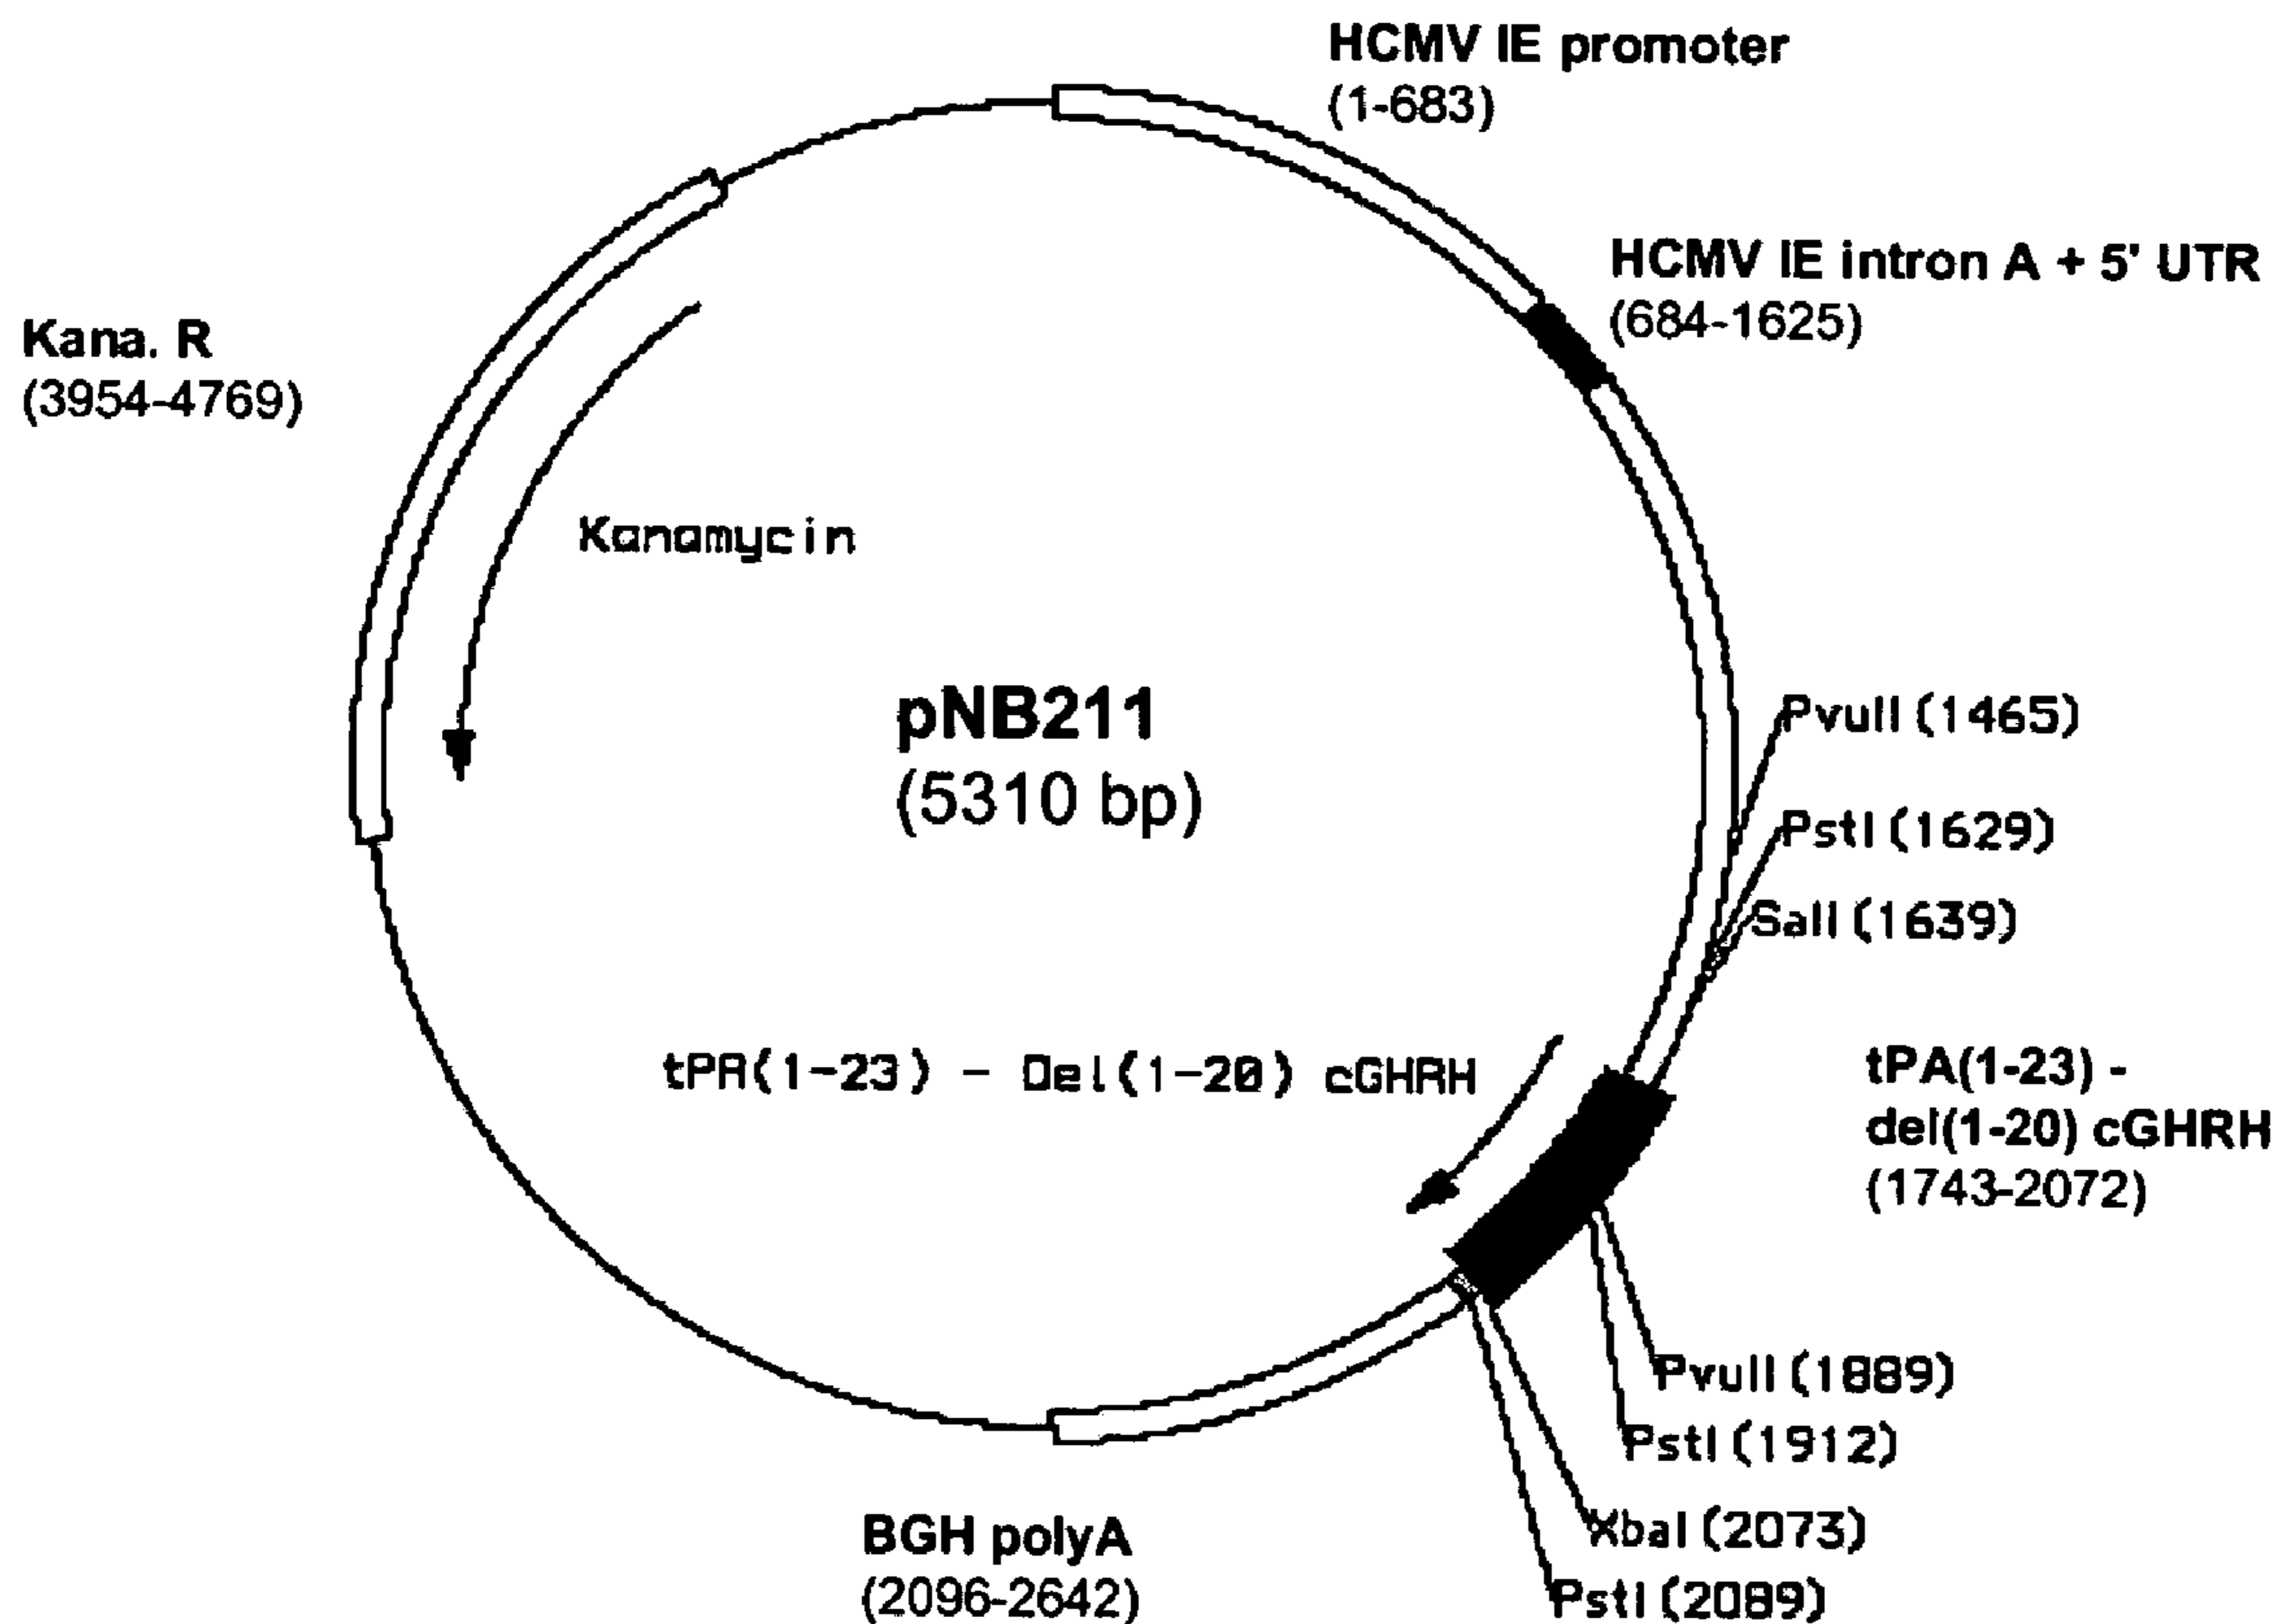 HCMV IE promoter
(1-683)
HCMV IE intron A + 5' UTR
(684-1625)
Kana. R
(3954-4769)
Kanamycin
pNB211
(5310 bp)
PvuII (1465)
PstI (1629)
SalI (1639)
tPA(1-23) - Del(1-20) cGHRH
tPA(1-23) -
del(1-20) cGHRH
(1743-2072)
PvuII (1889)
PstI (1912)
XbaI (2073)
PstI (2089)
BGH polyA
(2096-2642)